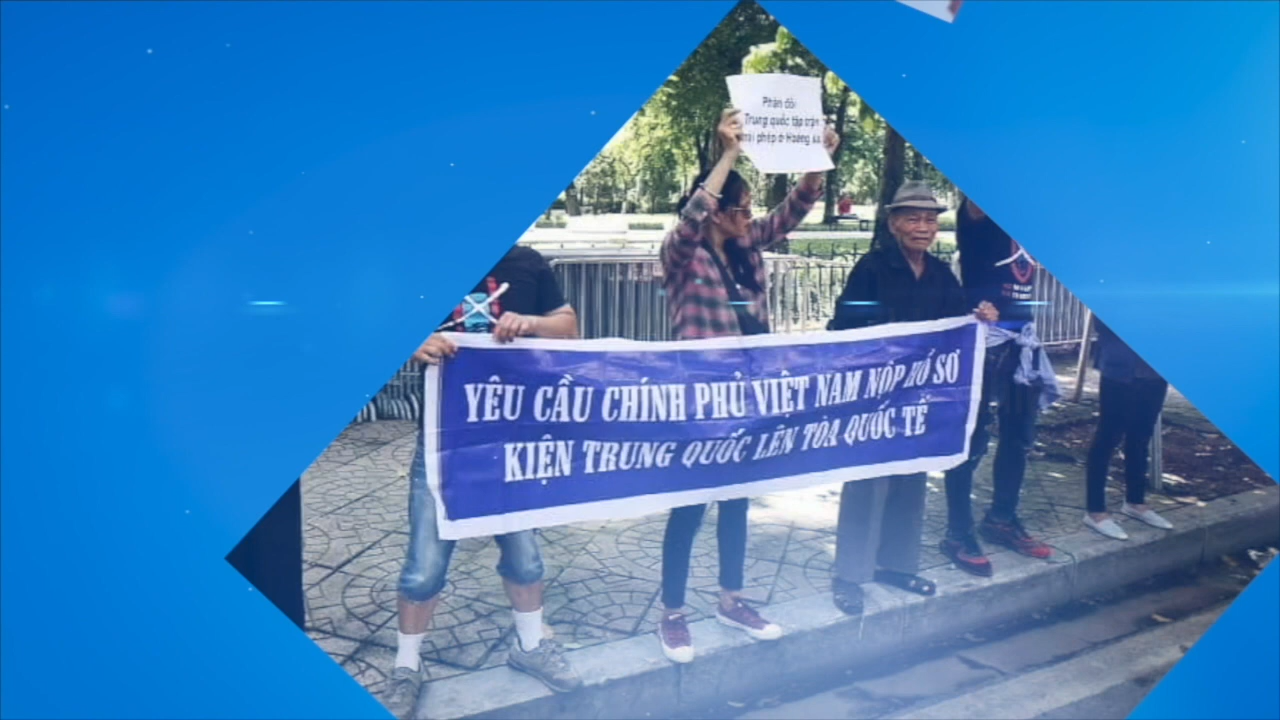 Phản đối
Trung quốc tập trận
trái phép ở Hoàng sa
YÊU CẦU CHÍNH PHỦ VIỆT NAM NỘP HỒ SƠ
KIỆN TRUNG QUỐC LÊN TÒA QUỐC TẾ